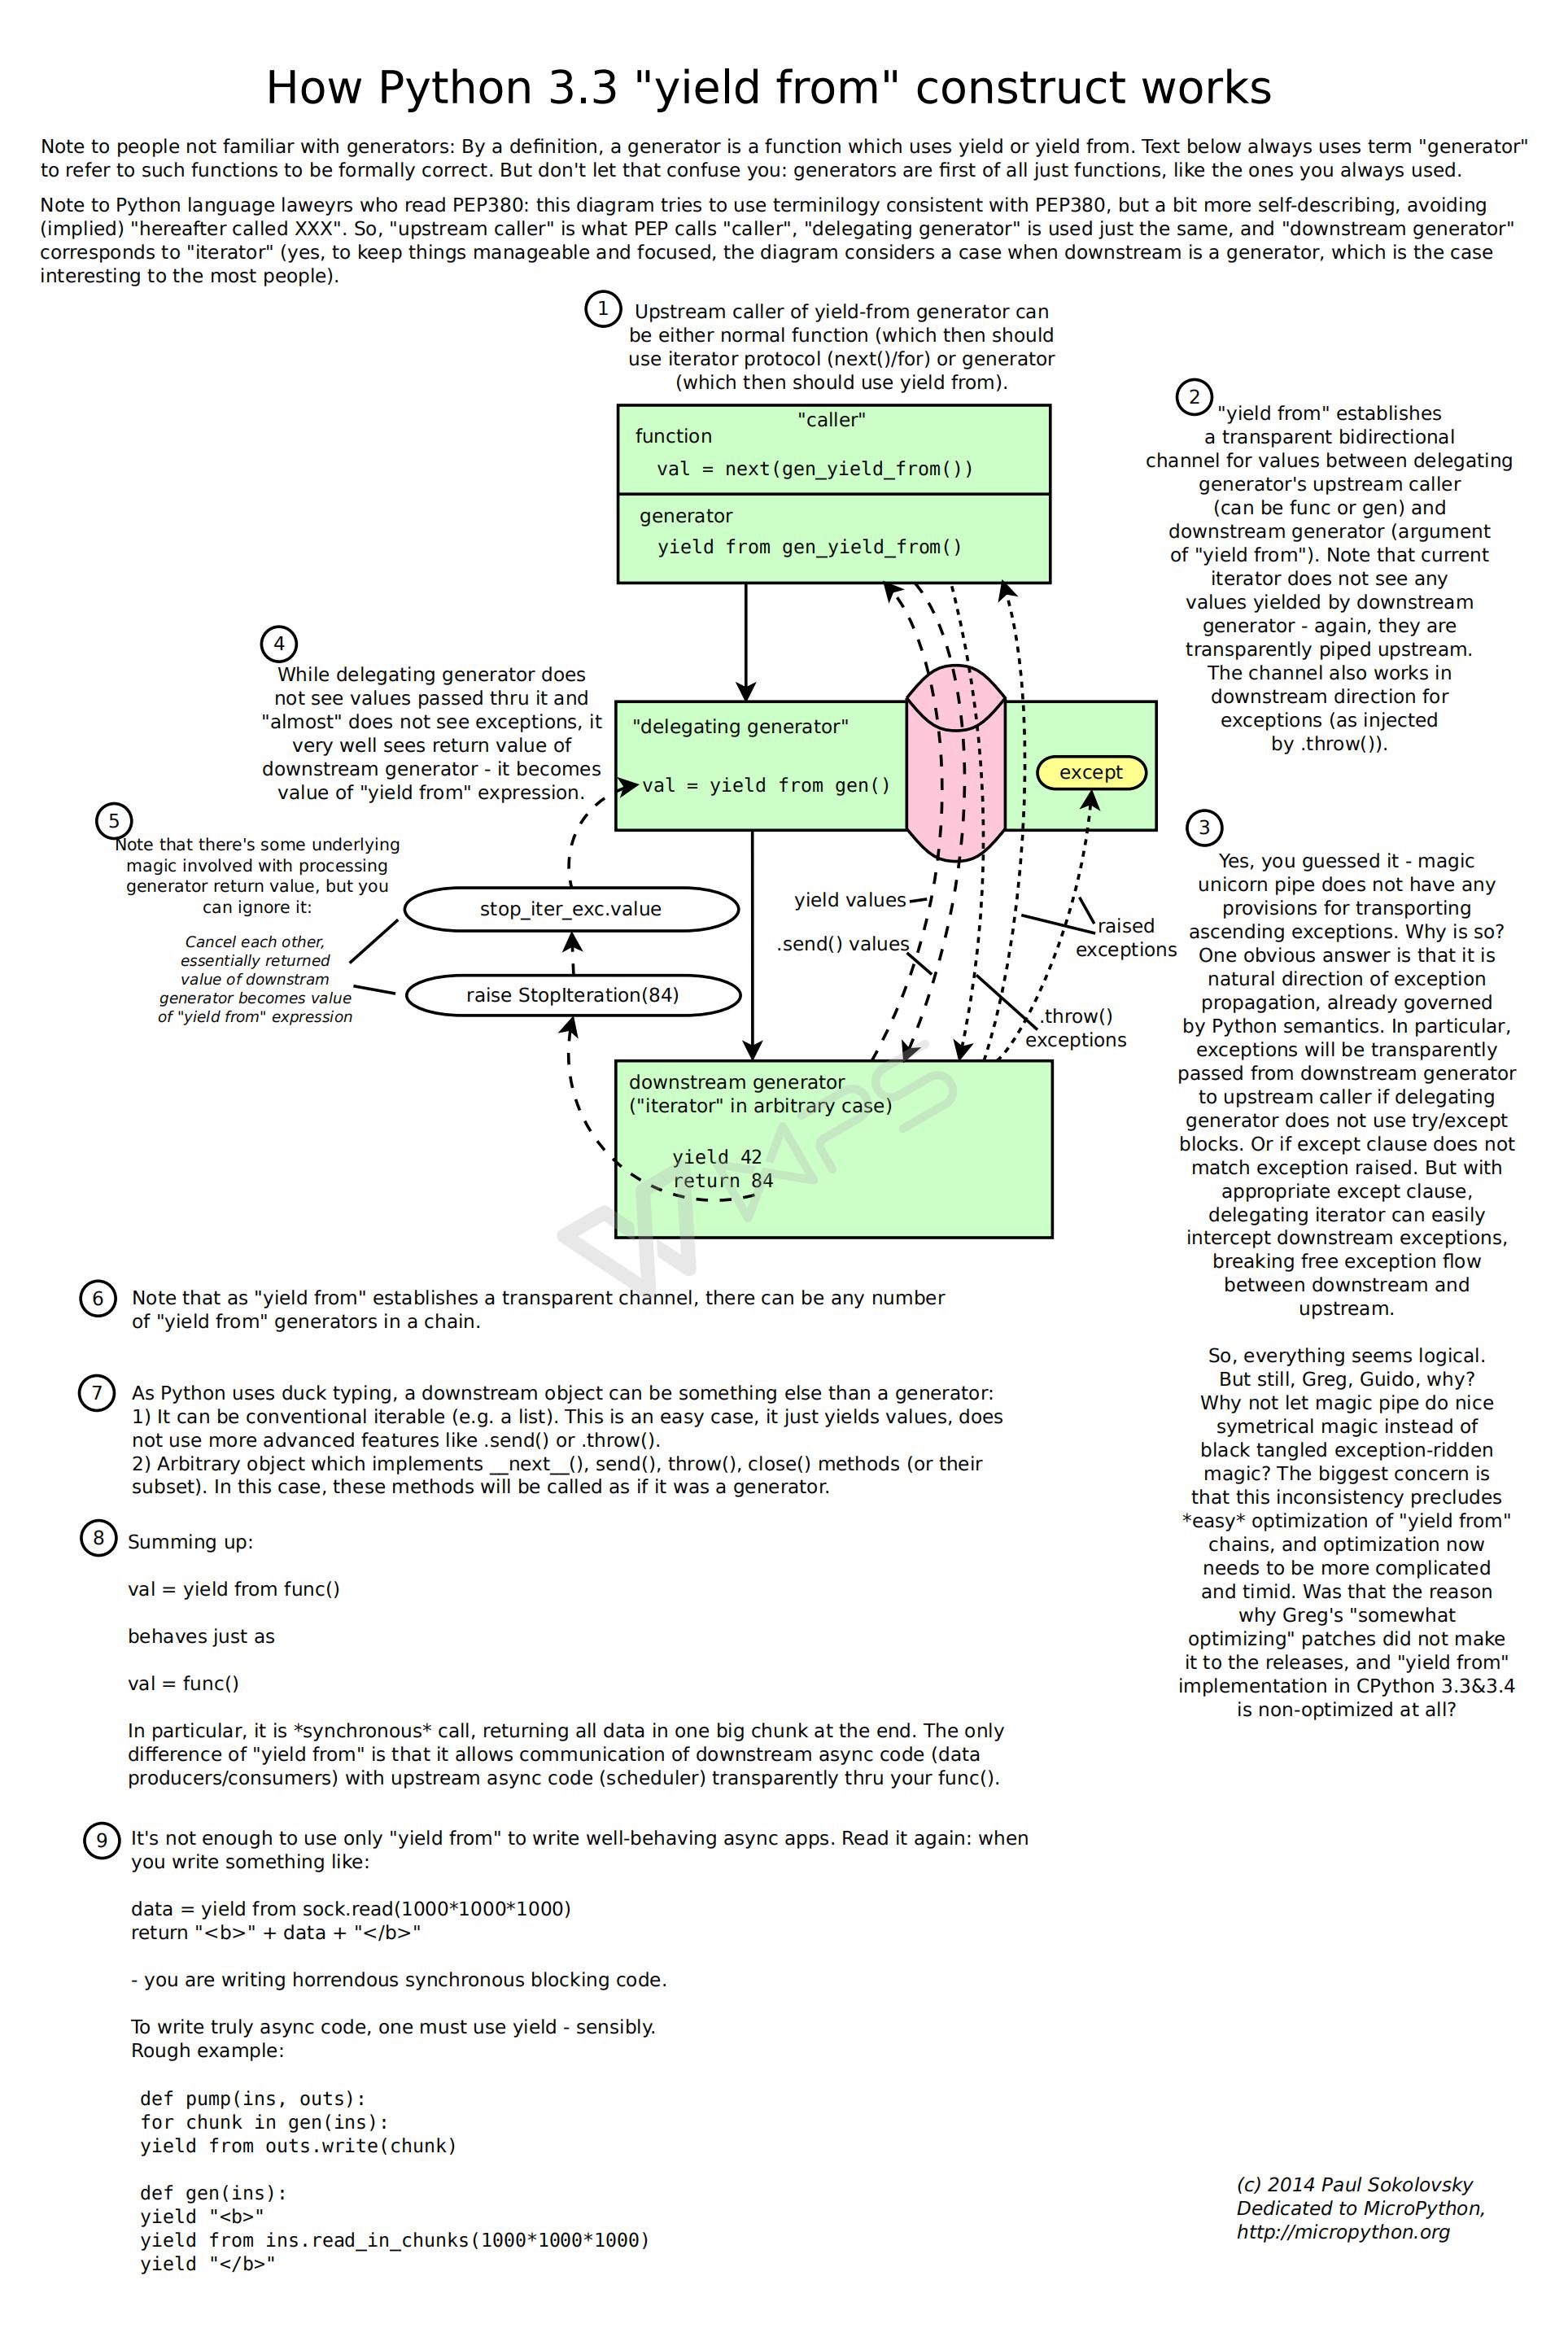 How Python 3.3 "yield from" construct works
Note to people not familiar with generators: By a definition, a generator is a function which uses yield or yield from. Text below always uses term "generator"
to refer to such functions to be formally correct. But don't let that confuse you: generators are first of all just functions, like the ones you always used.
Note to Python language laweyrs who read PEP380: this diagram tries to use terminilogy consistent with PEP380, but a bit more self-describing, avoiding
(implied) "hereafter called XXX". So, "upstream caller" is what PEP calls "caller", "delegating generator" is used just the same, and "downstream generator"
corresponds to "iterator" (yes, to keep things manageable and focused, the diagram considers a case when downstream is a generator, which is the case
interesting to the most people).
1
Upstream caller of yield-from generator can
be either normal function (which then should
use iterator protocol (next()/for) or generator
(which then should use yield from).
"caller"
function
val = next(gen_yield_from())
generator
yield from gen_yield_from()
2
"yield from" establishes
a transparent bidirectional
channel for values between delegating
generator's upstream caller
(can be func or gen) and
downstream generator (argument
of "yield from"). Note that current
iterator does not see any
values yielded by downstream
generator - again, they are
transparently piped upstream.
The channel also works in
downstream direction for
exceptions (as injected
by .throw()).
4
While delegating generator does
not see values passed thru it and
"almost" does not see exceptions, it
very well sees return value of
downstream generator - it becomes
value of "yield from" expression.
"delegating generator"
val = yield from gen()
except
5
Note that there's some underlying
magic involved with processing
generator return value, but you
can ignore it:
Cancel each other,
essentially returned
value of downstram
generator becomes value
of "yield from" expression
stop_iter_exc.value
raise StopIteration(84)
yield values
.send() values
raised
exceptions
.throw()
exceptions
downstream generator
("iterator" in arbitrary case)
yield 42
return 84
WPS
3
Yes, you guessed it - magic
unicorn pipe does not have any
provisions for transporting
ascending exceptions. Why is so?
One obvious answer is that it is
natural direction of exception
propagation, already governed
by Python semantics. In particular,
exceptions will be transparently
passed from downstream generator
to upstream caller if delegating
generator does not use try/except
blocks. Or if except clause does not
match exception raised. But with
appropriate except clause,
delegating iterator can easily
intercept downstream exceptions,
breaking free exception flow
between downstream and
upstream.
So, everything seems logical.
But still, Greg, Guido, why?
Why not let magic pipe do nice
symetrical magic instead of
black tangled exception-ridden
magic? The biggest concern is
that this inconsistency precludes
*easy* optimization of "yield from"
chains, and optimization now
needs to be more complicated
and timid. Was that the reason
why Greg's "somewhat
optimizing" patches did not make
it to the releases, and "yield from"
implementation in CPython 3.3&3.4
is non-optimized at all?
6
Note that as "yield from" establishes a transparent channel, there can be any number
of "yield from" generators in a chain.
7
As Python uses duck typing, a downstream object can be something else than a generator:
1) It can be conventional iterable (e.g. a list). This is an easy case, it just yields values, does
not use more advanced features like .send() or .throw().
2) Arbitrary object which implements __next__(), send(), throw(), close() methods (or their
subset). In this case, these methods will be called as if it was a generator.
8
Summing up:
val = yield from func()
behaves just as
val = func()
In particular, it is *synchronous* call, returning all data in one big chunk at the end. The only
difference of "yield from" is that it allows communication of downstream async code (data
producers/consumers) with upstream async code (scheduler) transparently thru your func().
9
It's not enough to use only "yield from" to write well-behaving async apps. Read it again: when
you write something like:
data = yield from sock.read(1000*1000*1000)
return "<b>" + data + "</b>"
- you are writing horrendous synchronous blocking code.
To write truly async code, one must use yield - sensibly.
Rough example:
def pump(ins, outs):
for chunk in gen(ins):
yield from outs.write(chunk)
def gen(ins):
yield "<b>"
yield from ins.read_in_chunks(1000*1000*1000)
yield "</b>"
(c) 2014 Paul Sokolovsky
Dedicated to MicroPython,
http://micropython.org